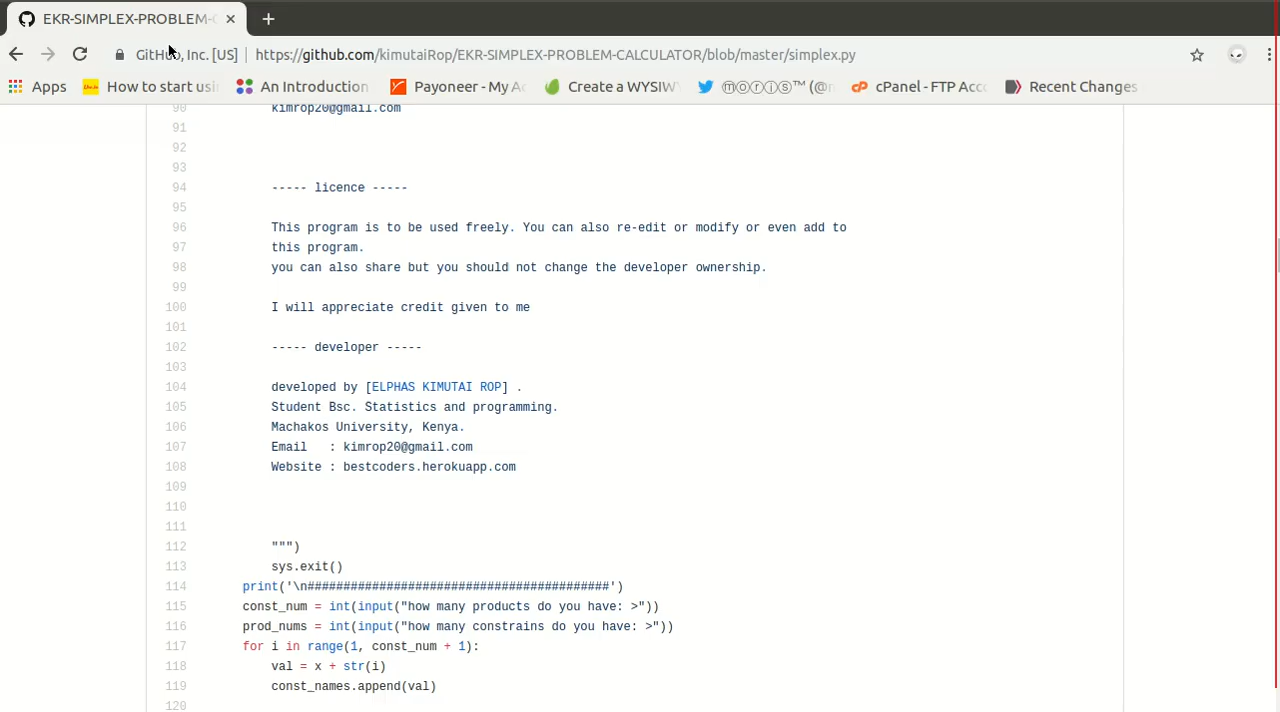 EKR-SIMPLEX-PROBLEM-C
GitHub, Inc. [US] https://github.com/kimutaiRop/EKR-SIMPLEX-PROBLEM-CALCULATOR/blob/master/simplex.py
Apps How to start usi An Introduction Payoneer - My Ac Create a WYSIW ⓜⓞⓡⓘⓢ™ (@m cPanel - FTP Acc Recent Changes
90 kimrop20@gmail.com
91
92
93
94 ----- licence -----
95
96 This program is to be used freely. You can also re-edit or modify or even add to
97 this program.
98 you can also share but you should not change the developer ownership.
99
100 I will appreciate credit given to me
101
102 ----- developer -----
103
104 developed by [ELPHAS KIMUTAI ROP] .
105 Student Bsc. Statistics and programming.
106 Machakos University, Kenya.
107 Email : kimrop20@gmail.com
108 Website : bestcoders.herokuapp.com
109
110
111
112 """)
113 sys.exit()
114 print('\n##########################################')
115 const_num = int(input("how many products do you have: >"))
116 prod_nums = int(input("how many constrains do you have: >"))
117 for i in range(1, const_num + 1):
118 val = x + str(i)
119 const_names.append(val)
120